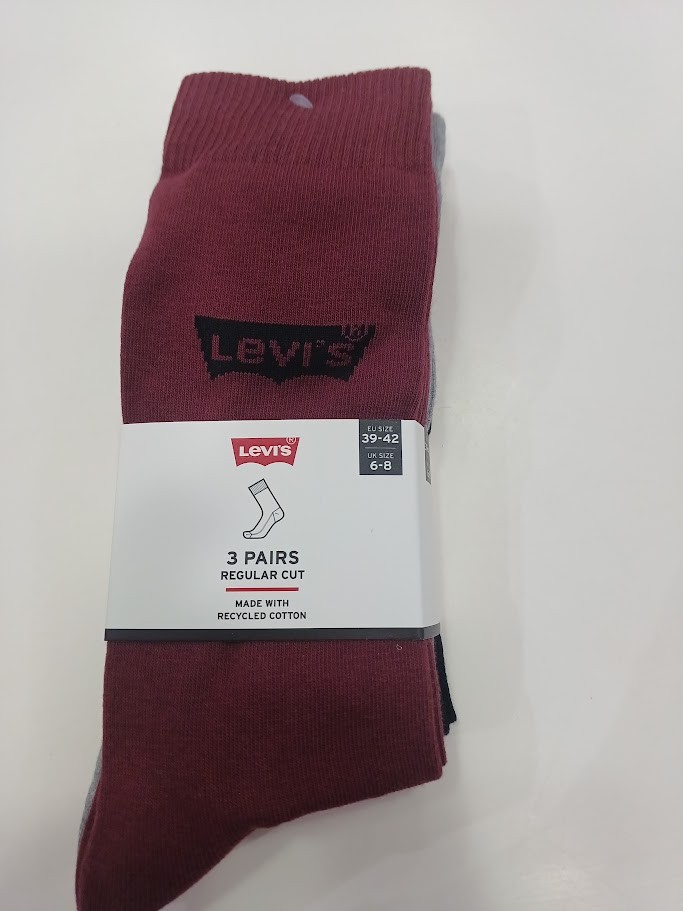 Levi's®
EU SIZE
39-42
UK SIZE
6-8
Levi's®
3 PAIRS
REGULAR CUT
MADE WITH
RECYCLED COTTON